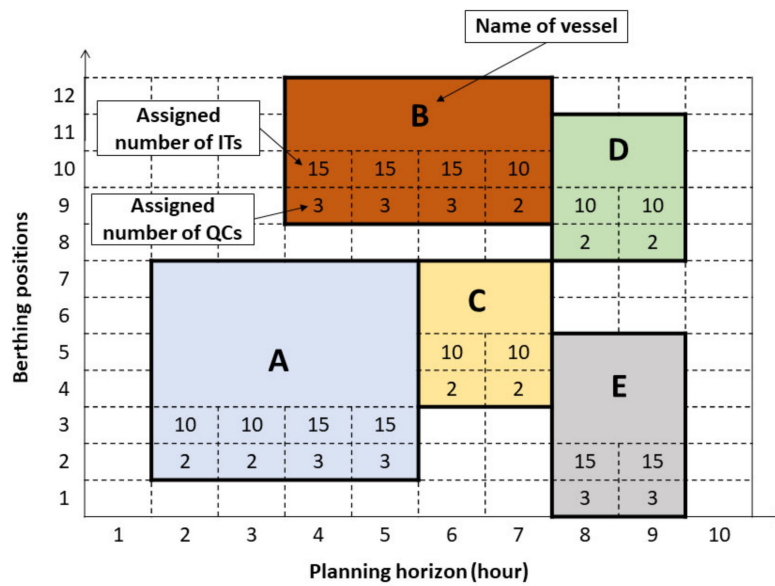 Name of vessel
12
Assigned
number of ITs
B
11
D
10
15 15 15 10
Assigned
number of QCs
9
3 3 3 2
10 10
8
2 2
7
C
6
A
5
10 10
E
4
2 2
3
10 10 15 15
2
2 2 3 3
15 15
1
3 3
1 2 3 4 5 6 7 8 9 10
Planning horizon (hour)
Berthing positions